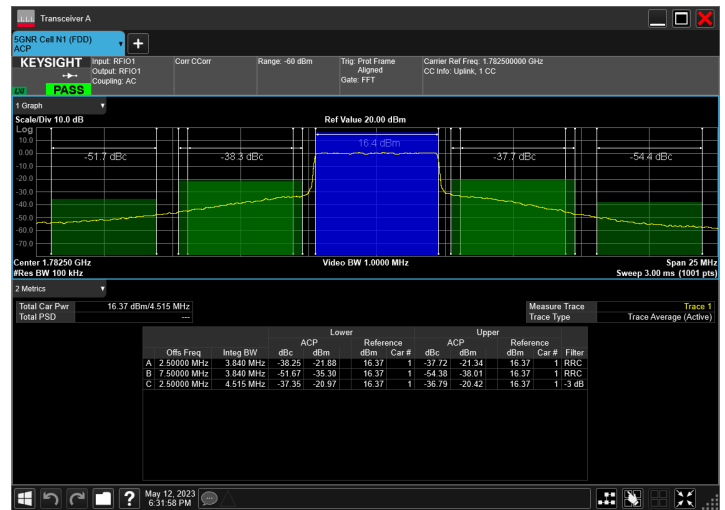 Transceiver A
5GNR Cell N1 (FDD)
ACP
+
KEYSIGHT
LXI
PASS
Input: RFIO1
Output: RFIO1
Coupling: AC
Corr CCorr
Range: -60 dBm
Trig: Prot Frame
Aligned
Gate: FFT
Carrier Ref Freq: 1.782500000 GHz
CC Info: Uplink, 1 CC
1 Graph
Scale/Div 10.0 dB
Ref Value 20.00 dBm
Log
10.0
0.00
-10.0
-20.0
-30.0
-40.0
-50.0
-60.0
-70.0
-51.7 dBc
-38.3 dBc
16.4 dBm
-37.7 dBc
-54.4 dBc
Center 1.78250 GHz
Video BW 1.0000 MHz
Span 25 MHz
#Res BW 100 kHz
Sweep 3.00 ms (1001 pts)
2 Metrics
Total Car Pwr 16.37 dBm/4.515 MHz
Total PSD ---
Measure Trace Trace 1
Trace Type Trace Average (Active)
Lower Upper
ACP Reference ACP Reference
Offs Freq Integ BW dBc dBm dBm Car # dBc dBm dBm Car # Filter
A 2.50000 MHz 3.840 MHz -38.25 -21.88 16.37 1 -37.72 -21.34 16.37 1 RRC
B 7.50000 MHz 3.840 MHz -51.67 -35.30 16.37 1 -54.38 -38.01 16.37 1 RRC
C 2.50000 MHz 4.515 MHz -37.35 -20.97 16.37 1 -36.79 -20.42 16.37 1 -3 dB
?
May 12, 2023
6:31:58 PM